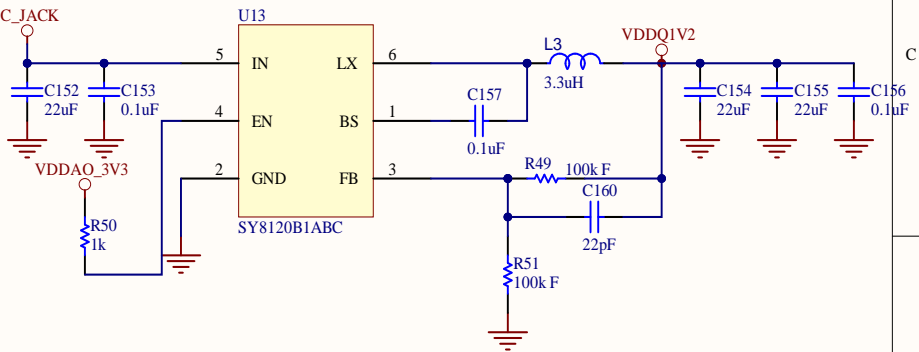 C_JACK
U13
VDDQ1V2
L3
3.3uH
5
IN
LX
6
C
C152
22uF
C153
0.1uF
C157
0.1uF
C154
22uF
C155
22uF
C156
0.1uF
4
EN
BS
1
VDDAO_3V3
2
GND
FB
3
R49
100k F
C160
22pF
R50
1k
SY8120B1ABC
R51
100k F